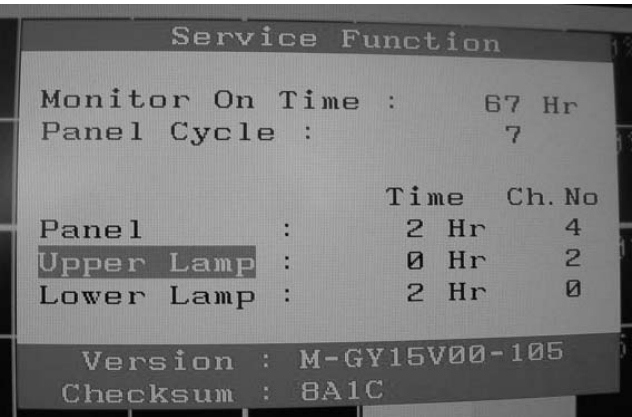 Service Function
Monitor On Time : 67 Hr
Panel Cycle : 7
Time Ch. No
Panel : 2 Hr 4
Upper Lamp : 0 Hr 2
Lower Lamp : 2 Hr 0
Version : M-GY15V00-105
Checksum : 8A1C